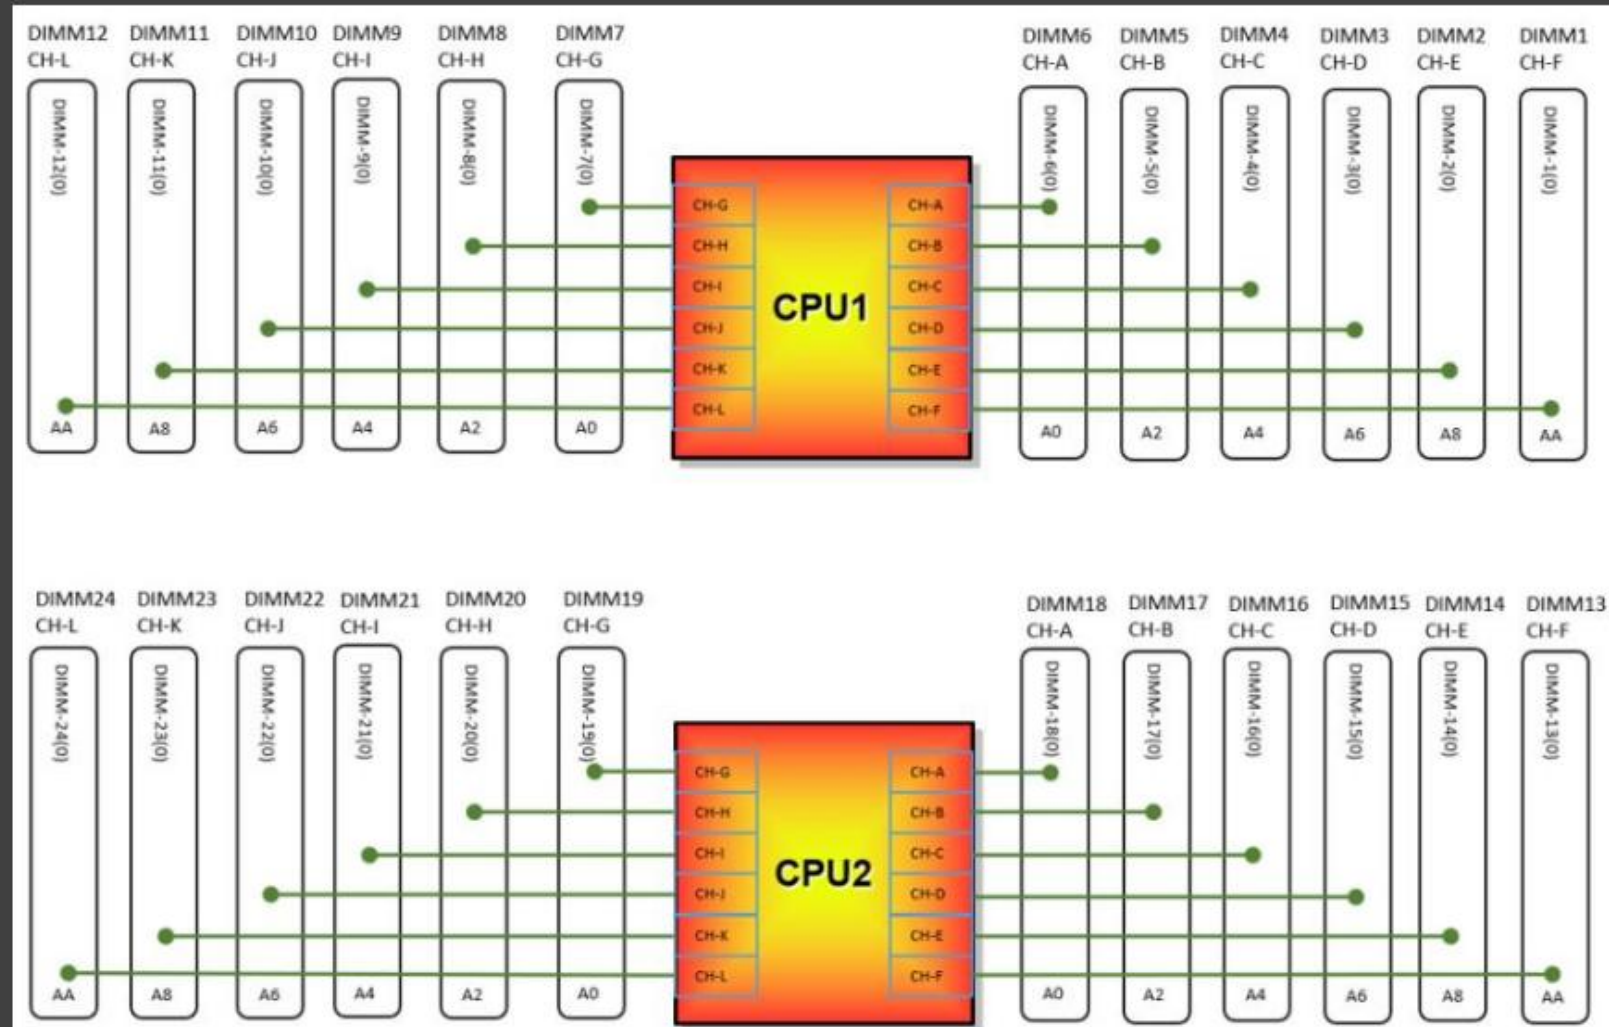 DIMM12 DIMM11 DIMM10 DIMM9 DIMM8 DIMM7 DIMM6 DIMM5 DIMM4 DIMM3 DIMM2 DIMM1
CH-L CH-K CH-J CH-I CH-H CH-G CH-A CH-B CH-C CH-D CH-E CH-F
DIMM-12(0) DIMM-11(0) DIMM-10(0) DIMM-9(0) DIMM-8(0) DIMM-7(0) DIMM-6(0) DIMM-5(0) DIMM-4(0) DIMM-3(0) DIMM-2(0) DIMM-1(0)
CH-G CH-A
CH-H CH-B
CH-I CH-C
CPU1
CH-J CH-D
CH-K CH-E
CH-L CH-F
AA A8 A6 A4 A2 A0 A0 A2 A4 A6 A8 AA
DIMM24 DIMM23 DIMM22 DIMM21 DIMM20 DIMM19 DIMM18 DIMM17 DIMM16 DIMM15 DIMM14 DIMM13
CH-L CH-K CH-J CH-I CH-H CH-G CH-A CH-B CH-C CH-D CH-E CH-F
DIMM-24(0) DIMM-23(0) DIMM-22(0) DIMM-21(0) DIMM-20(0) DIMM-19(0) DIMM-18(0) DIMM-17(0) DIMM-16(0) DIMM-15(0) DIMM-14(0) DIMM-13(0)
CH-G CH-A
CH-H CH-B
CH-I CH-C
CPU2
CH-J CH-D
CH-K CH-E
CH-L CH-F
AA A8 A6 A4 A2 A0 A0 A2 A4 A6 A8 AA